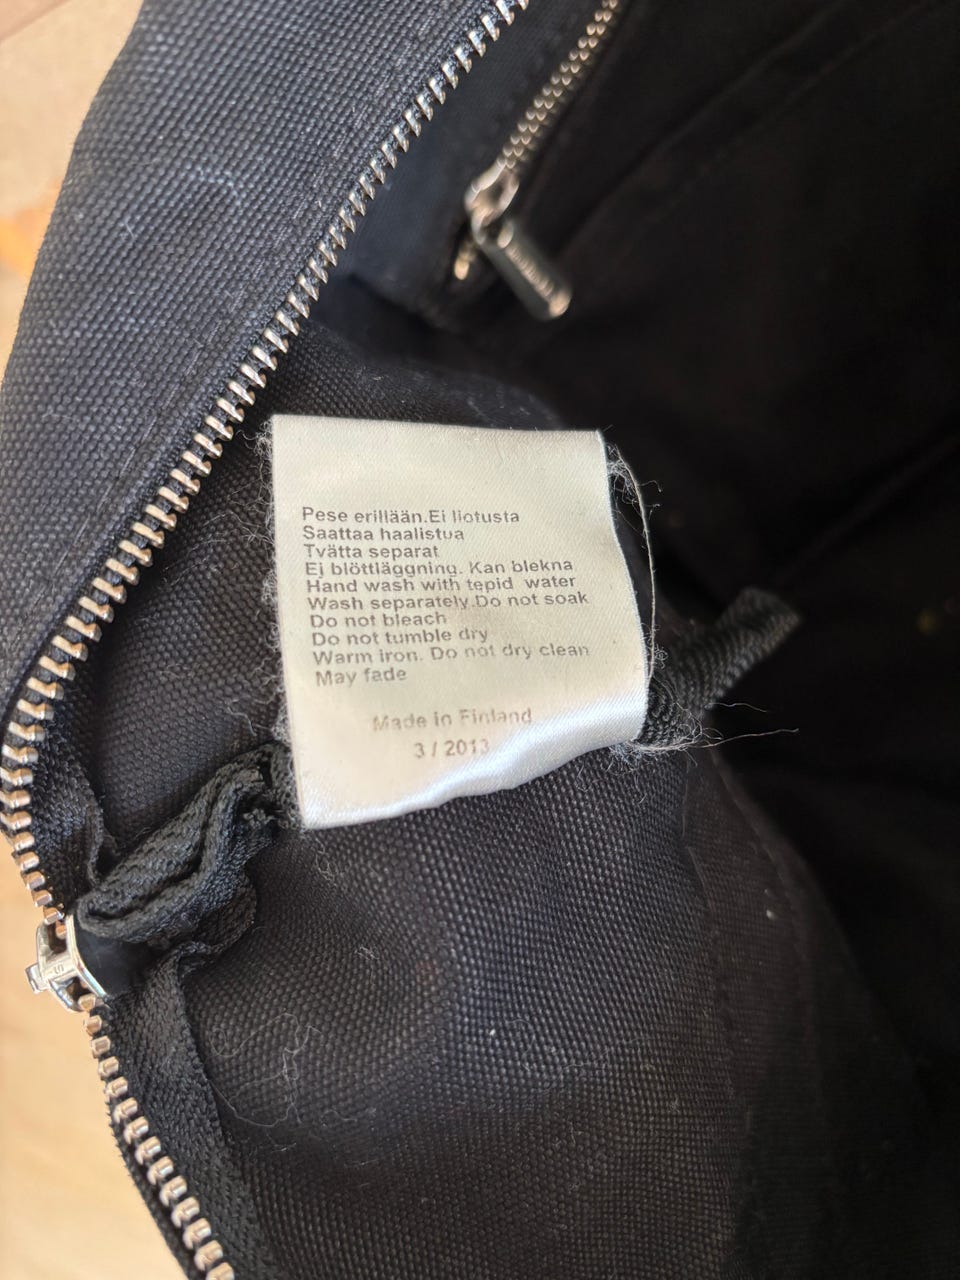 Pese erillään.Ei liotusta
Saattaa haalistua
Tvätta separat
Ej blöttläggning. Kan blekna
Hand wash with tepid water
Wash separately.Do not soak
Do not bleach
Do not tumble dry
Warm iron. Do not dry clean
May fade
Made in Finland
3 / 2013